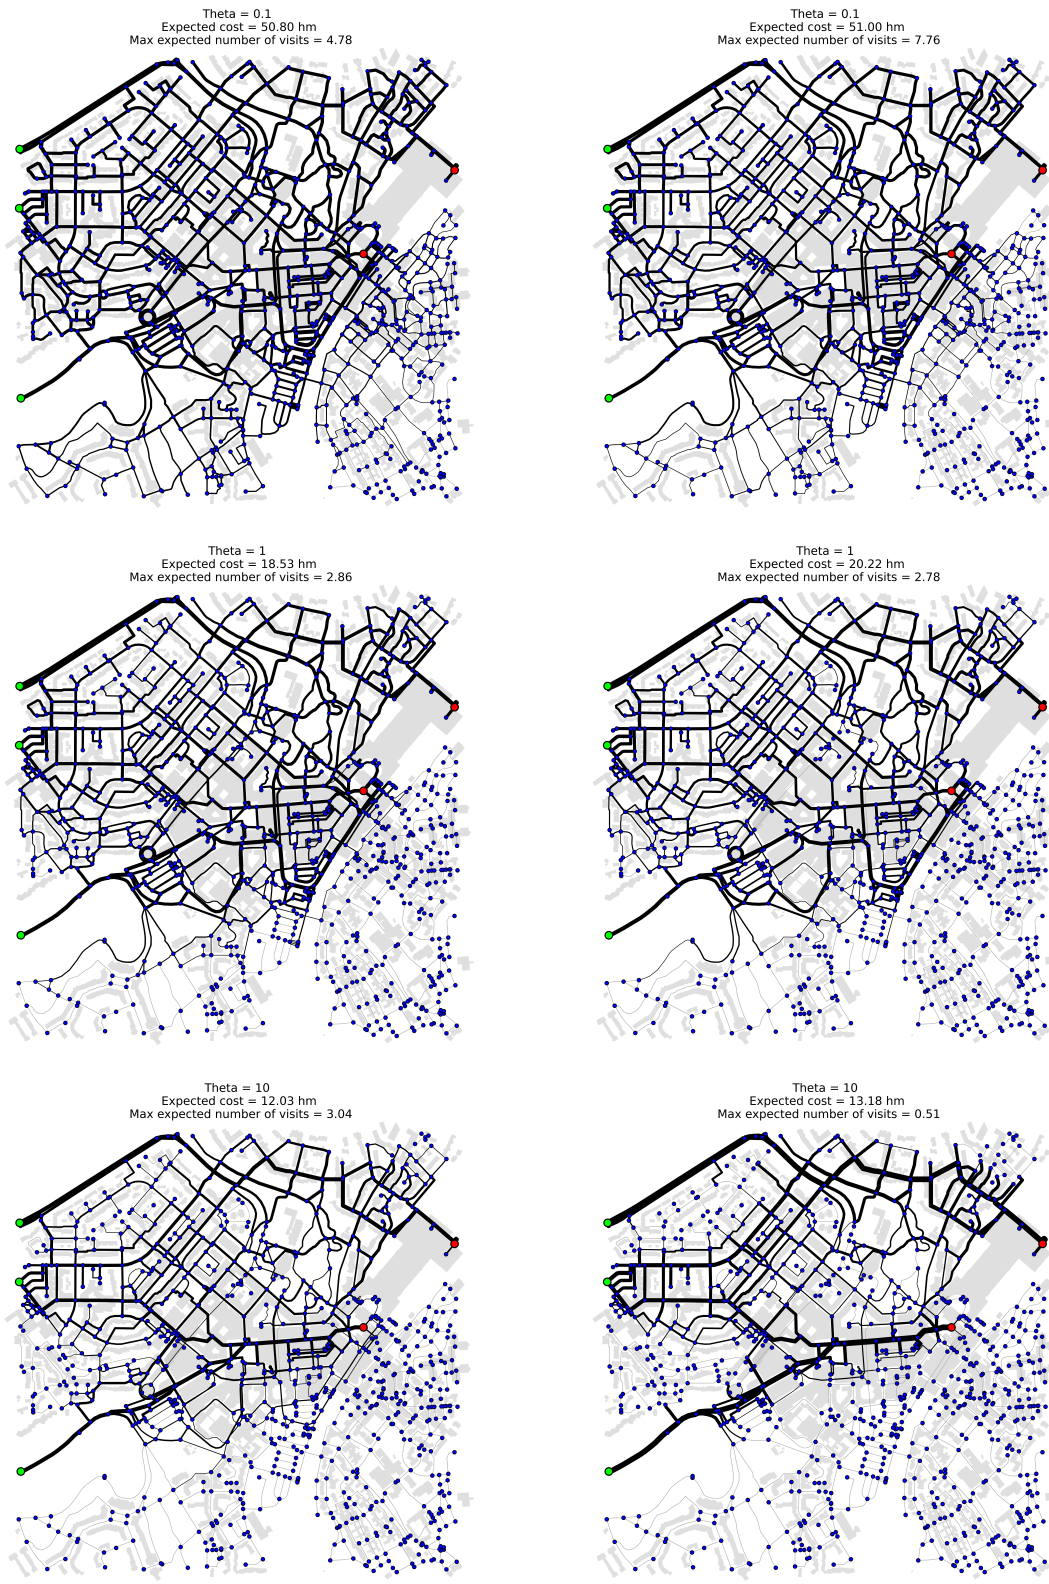 Theta = 0.1
Expected cost = 50.80 hm
Max expected number of visits = 4.78
Theta = 0.1
Expected cost = 51.00 hm
Max expected number of visits = 7.76
Theta = 1
Expected cost = 18.53 hm
Max expected number of visits = 2.86
Theta = 1
Expected cost = 20.22 hm
Max expected number of visits = 2.78
Theta = 10
Expected cost = 12.03 hm
Max expected number of visits = 3.04
Theta = 10
Expected cost = 13.18 hm
Max expected number of visits = 0.51